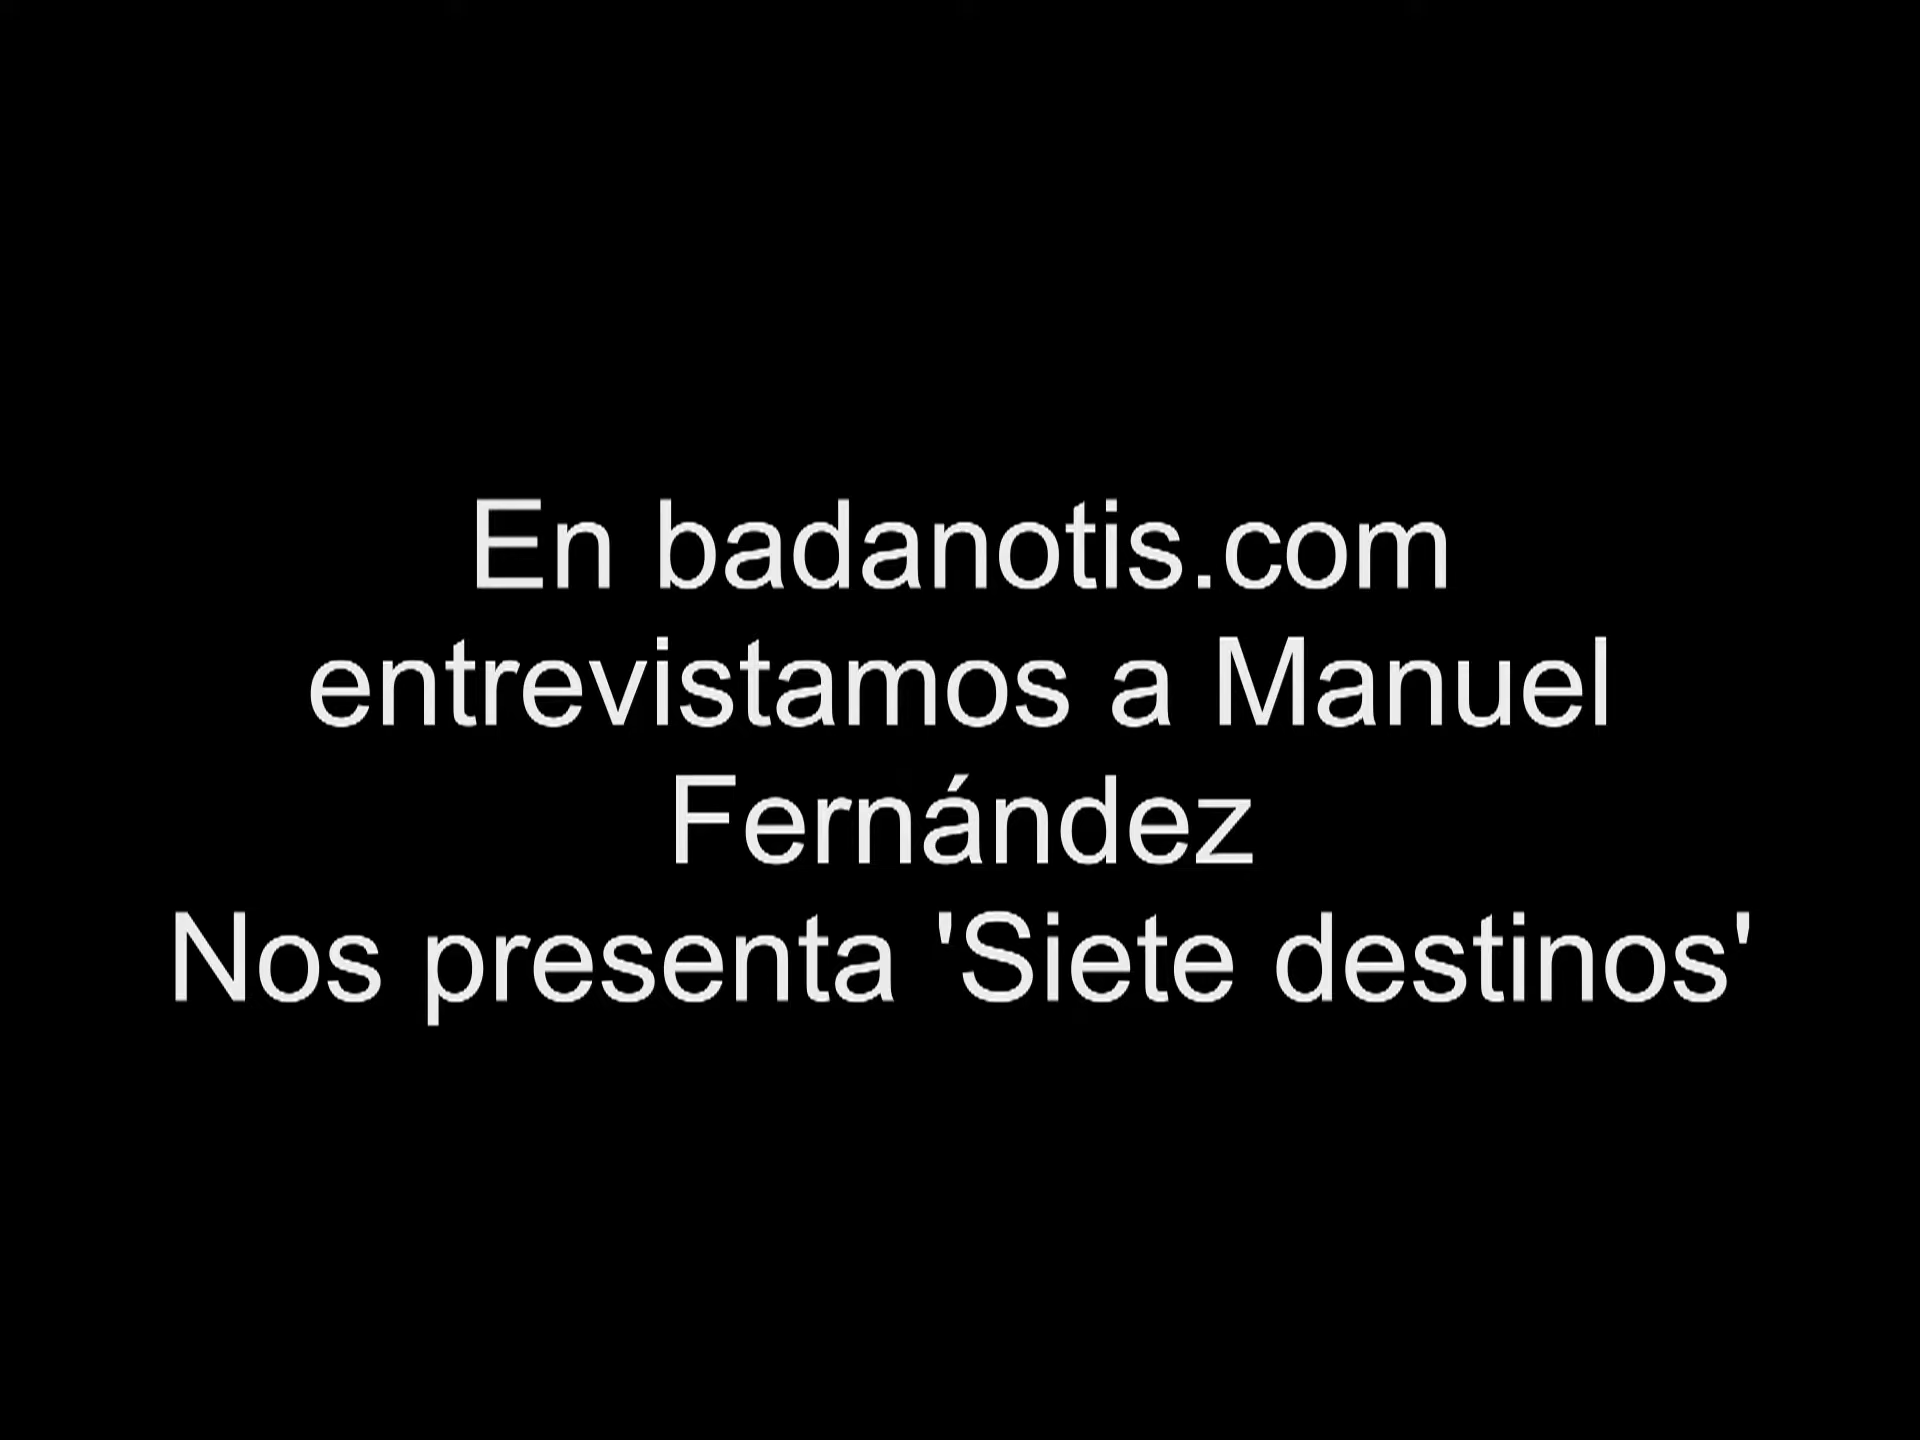 En badanotis.com
entrevistamos a Manuel
Fernández
Nos presenta 'Siete destinos'